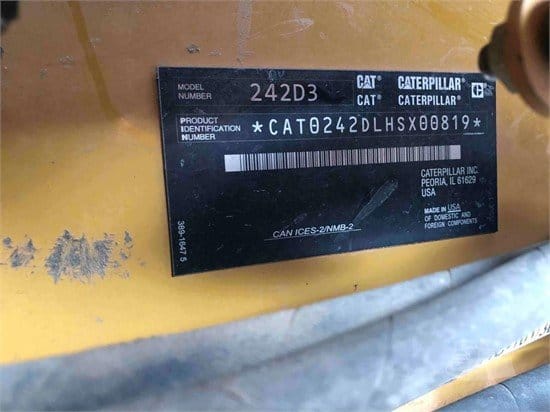 MODEL NUMBER 242D3
CAT CATERPILLAR
CAT CATERPILLAR
PRODUCT IDENTIFICATION NUMBER *CAT0242DLHSX00819*
CATERPILLAR INC.
PEORIA, IL 61629
USA
MADE IN USA
OF DOMESTIC AND
FOREIGN COMPONENTS
CAN ICES-2/NMB-2
389-1647 5